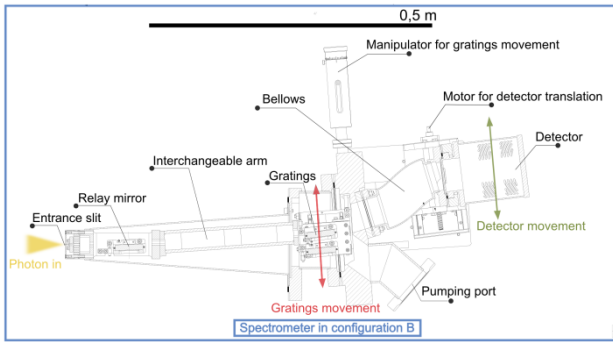 0,5 m
Manipulator for gratings movement
Bellows
Motor for detector translation
Detector
Interchangeable arm
Gratings
Relay mirror
Entrance slit
Photon in
Detector movement
Pumping port
Gratings movement
Spectrometer in configuration B